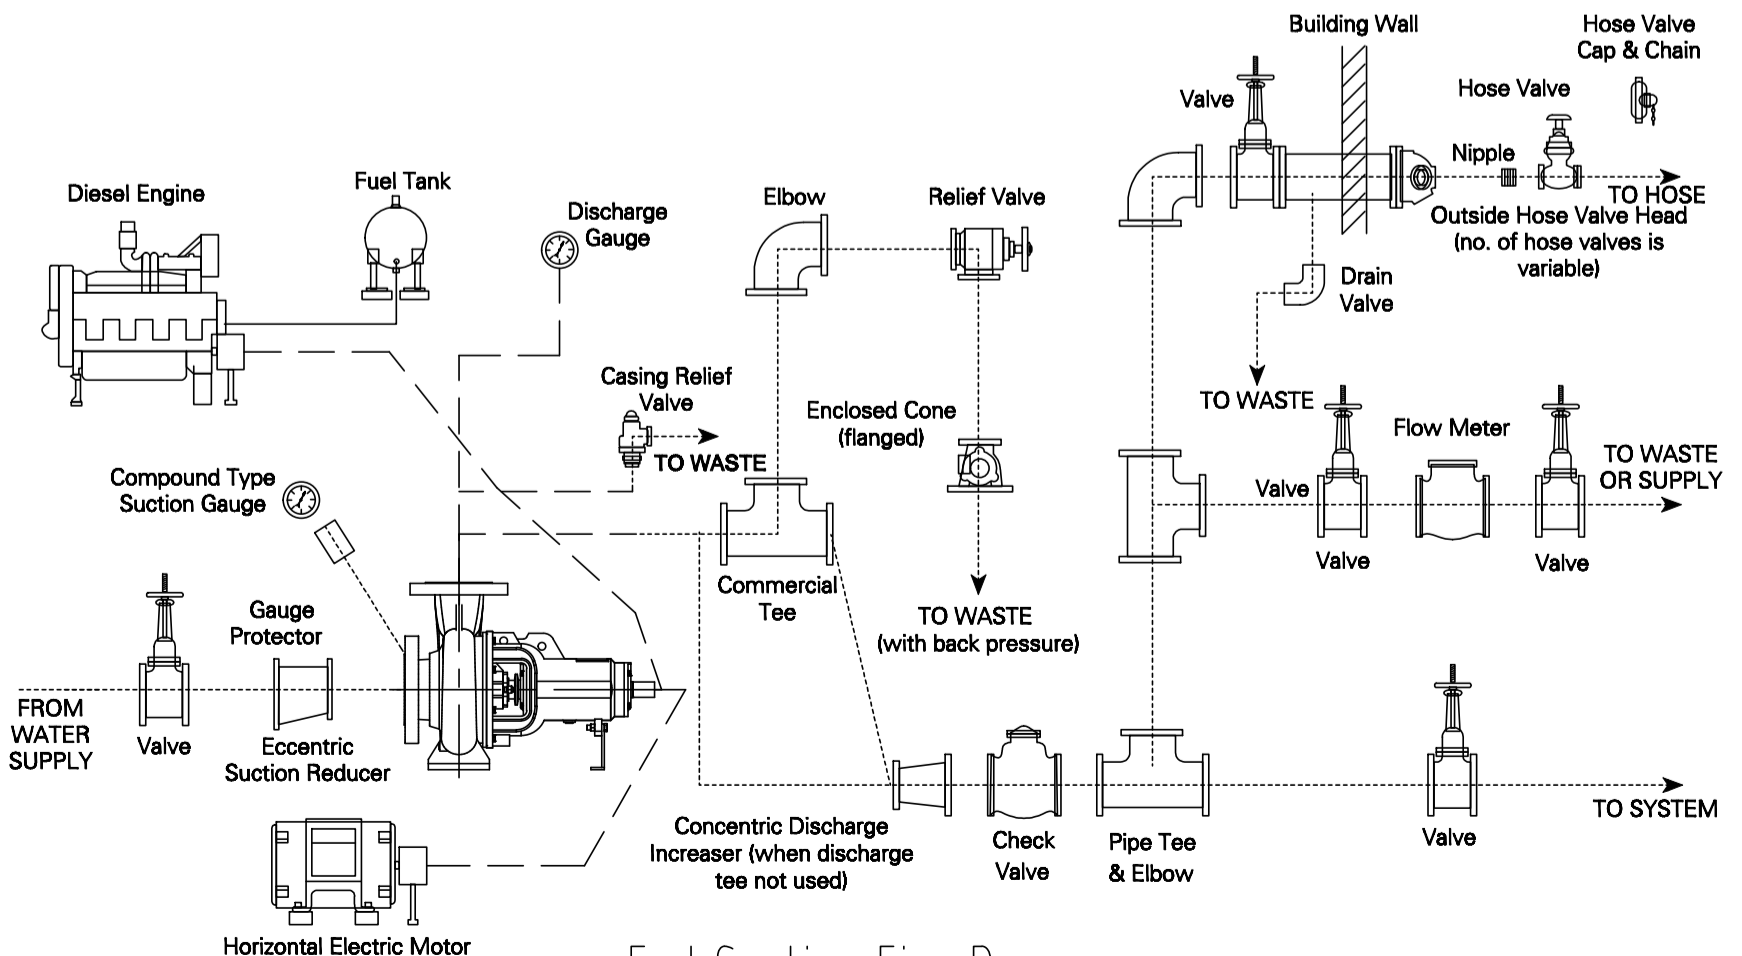 Building Wall
Hose Valve
Cap & Chain
Valve
Hose Valve
Nipple
TO HOSE
Outside Hose Valve Head
(no. of hose valves is
variable)
Diesel Engine
Fuel Tank
Discharge
Gauge
Elbow
Relief Valve
Drain
Valve
TO WASTE
Casing Relief
Valve
TO WASTE
Enclosed Cone
(flanged)
Flow Meter
TO WASTE
OR SUPPLY
Valve
Valve
Valve
Compound Type
Suction Gauge
Commercial
Tee
TO WASTE
(with back pressure)
Gauge
Protector
FROM
WATER
SUPPLY
Valve
Eccentric
Suction Reducer
Concentric Discharge
Increaser (when discharge
tee not used)
Check
Valve
Pipe Tee
& Elbow
Valve
TO SYSTEM
Horizontal Electric Motor